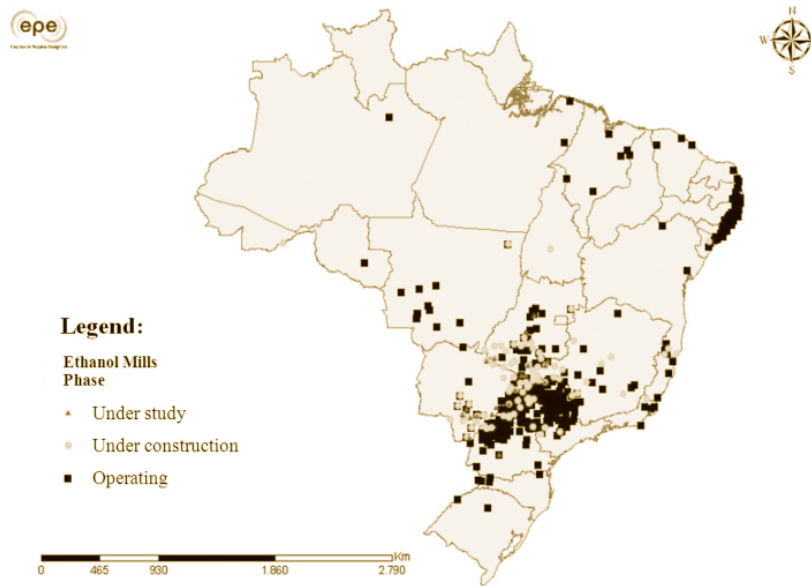 epe
N
W
E
S
Legend:
Ethanol Mills
Phase
Under study
Under construction
Operating
Km
0 465 930 1.860 2.790